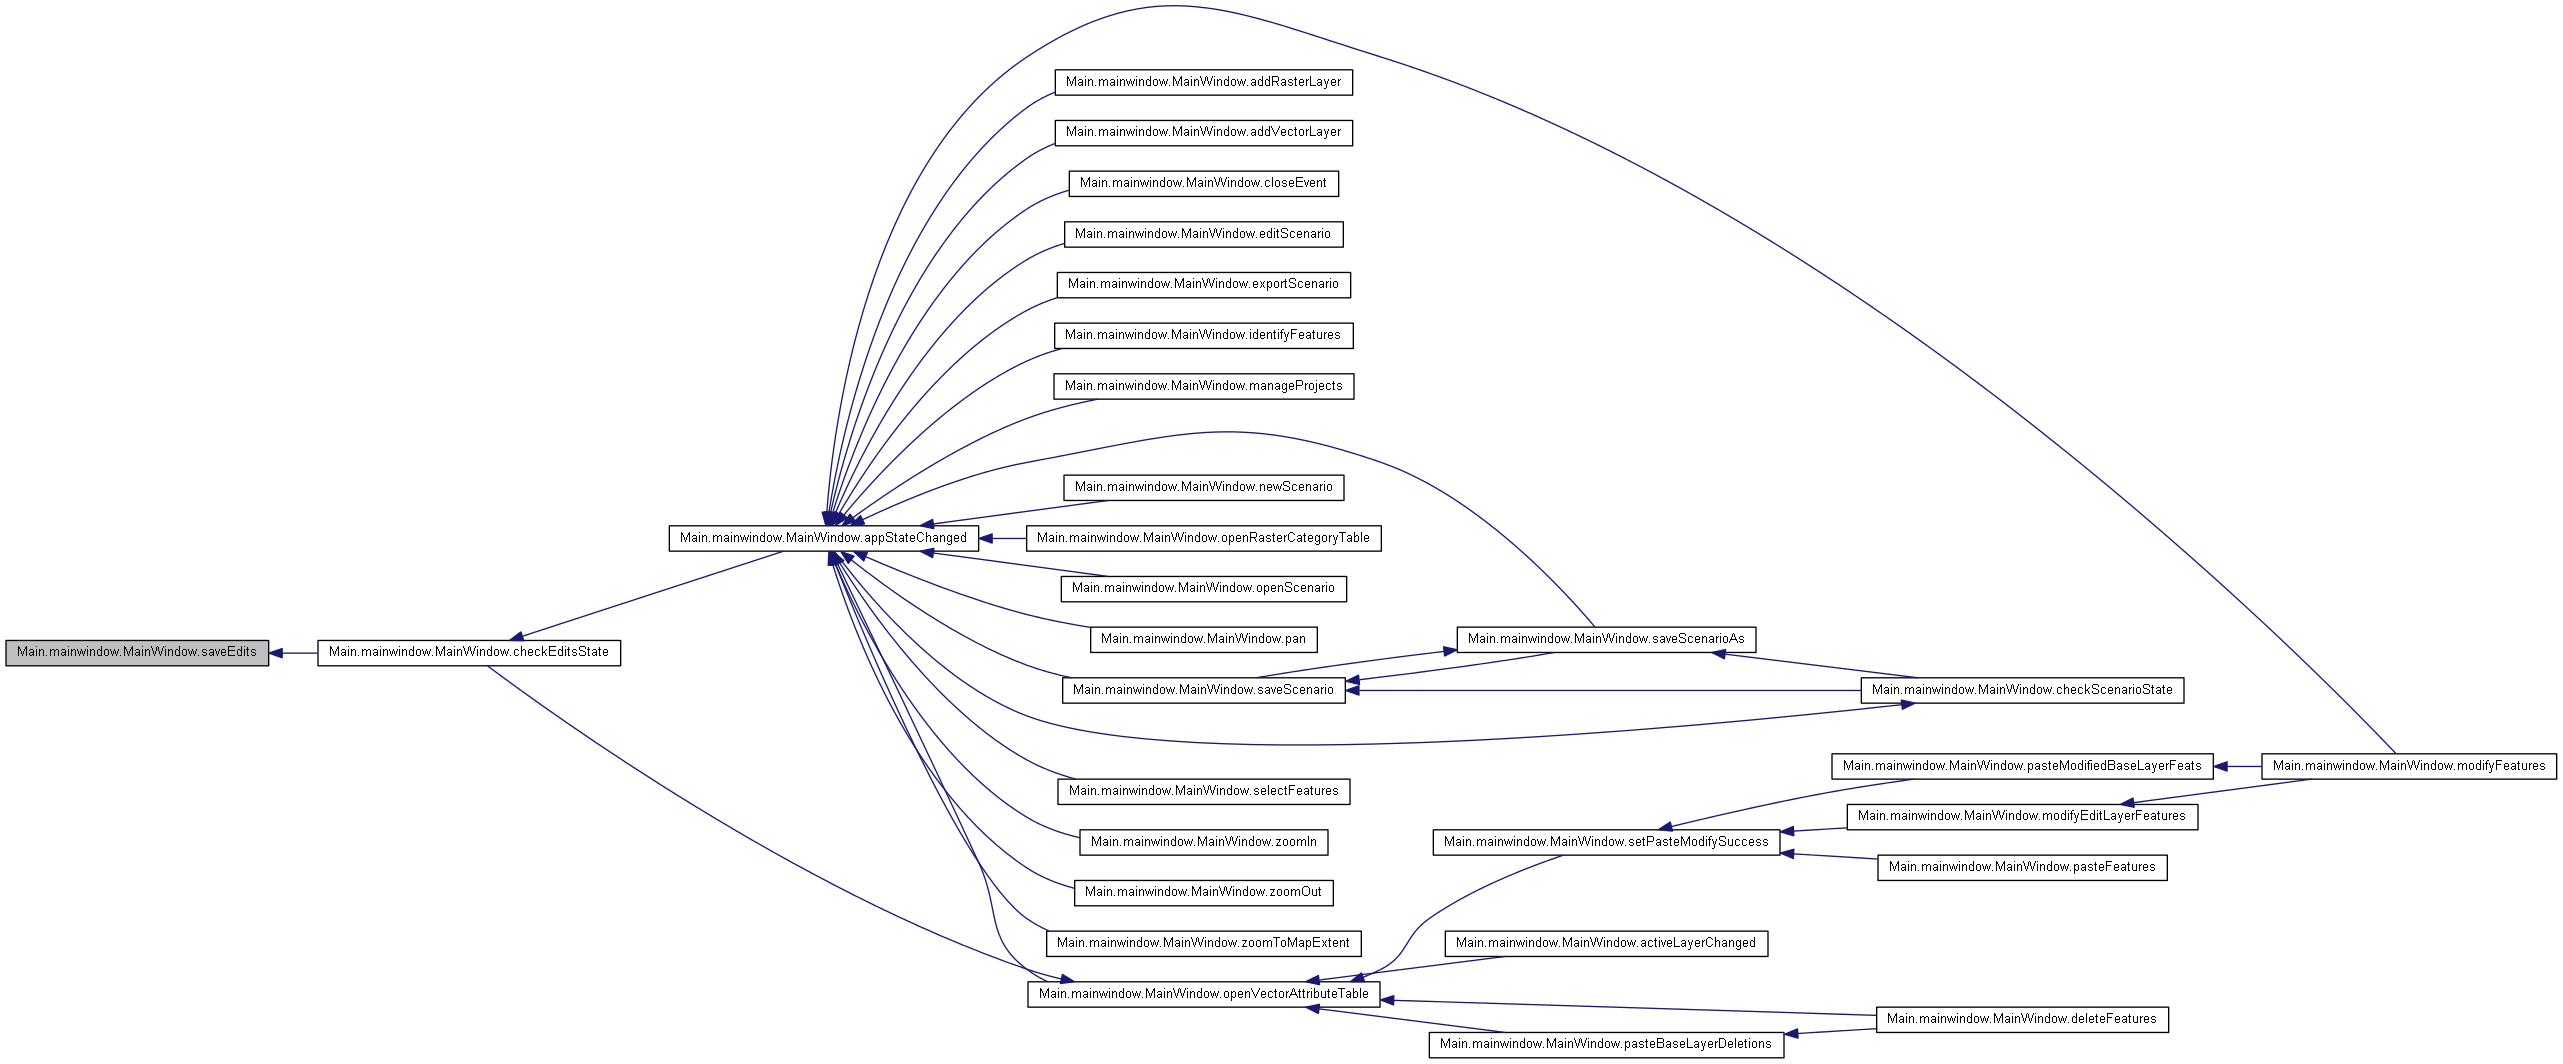 Main.mainwindow.MainWindow.addRasterLayer
Main.mainwindow.MainWindow.addVectorLayer
Main.mainwindow.MainWindow.closeEvent
Main.mainwindow.MainWindow.editScenario
Main.mainwindow.MainWindow.exportScenario
Main.mainwindow.MainWindow.identifyFeatures
Main.mainwindow.MainWindow.manageProjects
Main.mainwindow.MainWindow.newScenario
Main.mainwindow.MainWindow.appStateChanged
Main.mainwindow.MainWindow.openRasterCategoryTable
Main.mainwindow.MainWindow.openScenario
Main.mainwindow.MainWindow.pan
Main.mainwindow.MainWindow.saveScenarioAs
Main.mainwindow.MainWindow.saveEdits
Main.mainwindow.MainWindow.checkEditsState
Main.mainwindow.MainWindow.saveScenario
Main.mainwindow.MainWindow.checkScenarioState
Main.mainwindow.MainWindow.pasteModifiedBaseLayerFeats
Main.mainwindow.MainWindow.modifyFeatures
Main.mainwindow.MainWindow.selectFeatures
Main.mainwindow.MainWindow.modifyEditLayerFeatures
Main.mainwindow.MainWindow.zoomIn
Main.mainwindow.MainWindow.setPasteModifySuccess
Main.mainwindow.MainWindow.pasteFeatures
Main.mainwindow.MainWindow.zoomOut
Main.mainwindow.MainWindow.zoomToMapExtent
Main.mainwindow.MainWindow.activeLayerChanged
Main.mainwindow.MainWindow.openVectorAttributeTable
Main.mainwindow.MainWindow.deleteFeatures
Main.mainwindow.MainWindow.pasteBaseLayerDeletions